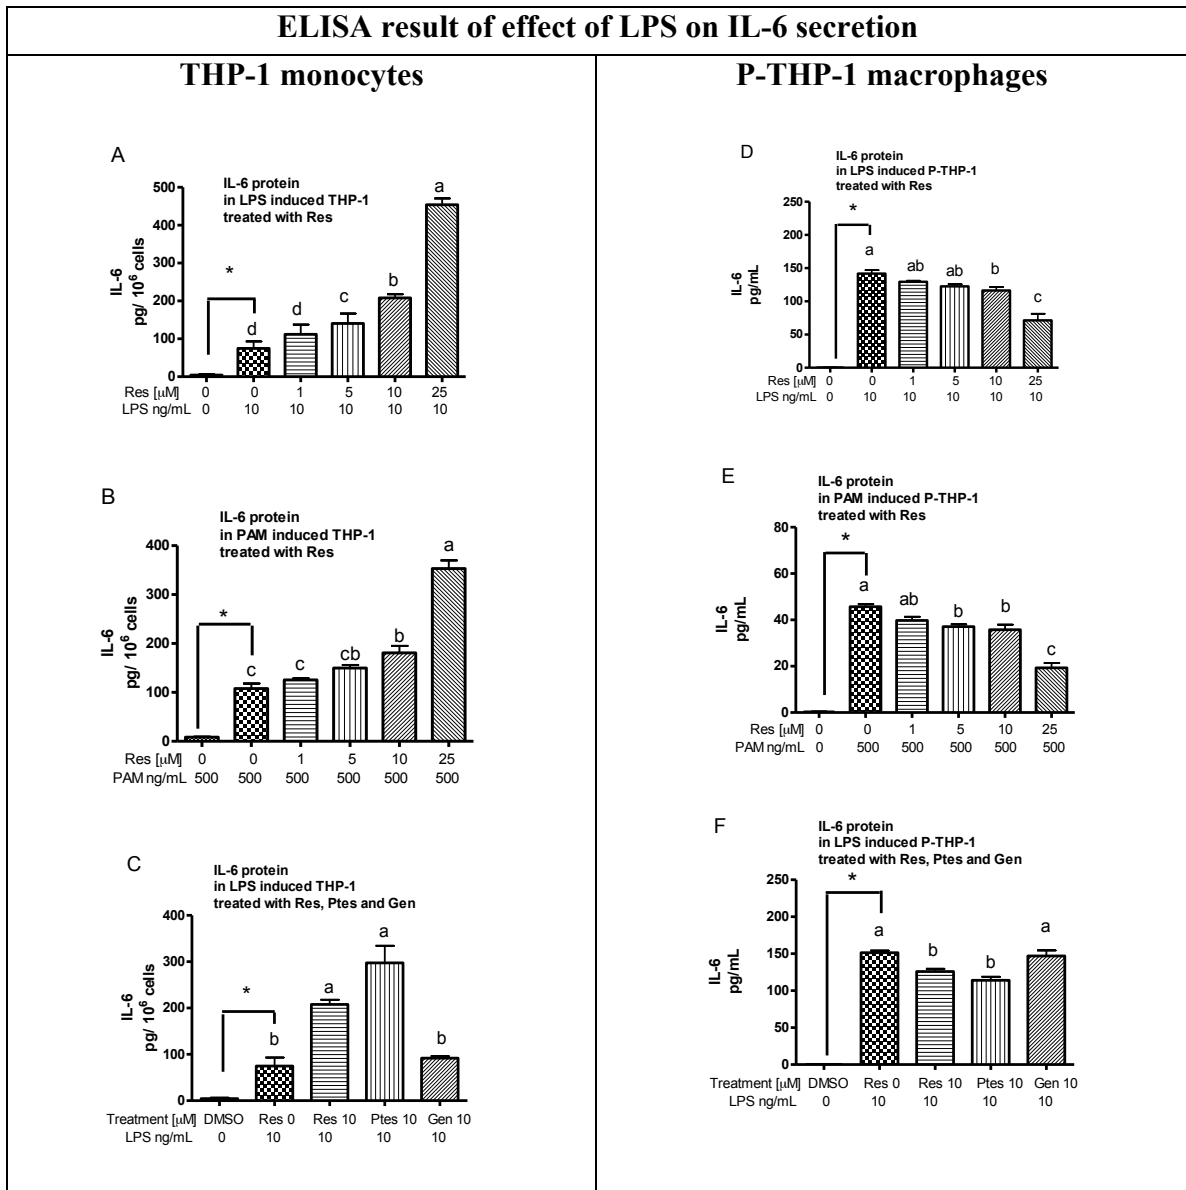 ELISA result of effect of LPS on IL-6 secretion
THP-1 monocytes
A
IL-6 protein
in LPS induced THP-1
treated with Res
500
400
300
200
100
0
IL-6
pg/ 10⁶ cells
*
d
d
c
b
a
Res [µM] 0 0 1 5 10 25
LPS ng/mL 0 10 10 10 10 10
B
IL-6 protein
in PAM induced THP-1
treated with Res
400
300
200
100
0
IL-6
pg/ 10⁶ cells
*
c
c
cb
b
a
Res [µM] 0 0 1 5 10 25
PAM ng/mL 500 500 500 500 500 500
C
IL-6 protein
in LPS induced THP-1
treated with Res, Ptes and Gen
400
300
200
100
0
IL-6
pg/ 10⁶ cells
*
b
a
a
b
Treatment [µM] DMSO Res 0 Res 10 Ptes 10 Gen 10
LPS ng/mL 0 10 10 10 10
P-THP-1 macrophages
D
IL-6 protein
in LPS induced P-THP-1
treated with Res
250
200
150
100
50
0
IL-6
pg/mL
*
a
ab
ab
b
c
Res [µM] 0 0 1 5 10 25
LPS ng/mL 0 10 10 10 10 10
E
IL-6 protein
in PAM induced P-THP-1
treated with Res
80
60
40
20
0
IL-6
pg/mL
*
a
ab
b
b
c
Res [µM] 0 0 1 5 10 25
PAM ng/mL 0 500 500 500 500 500
F
IL-6 protein
in LPS induced P-THP-1
treated with Res, Ptes and Gen
250
200
150
100
50
0
IL-6
pg/mL
*
a
b
b
a
Treatment [µM] DMSO Res 0 Res 10 Ptes 10 Gen 10
LPS ng/mL 0 10 10 10 10